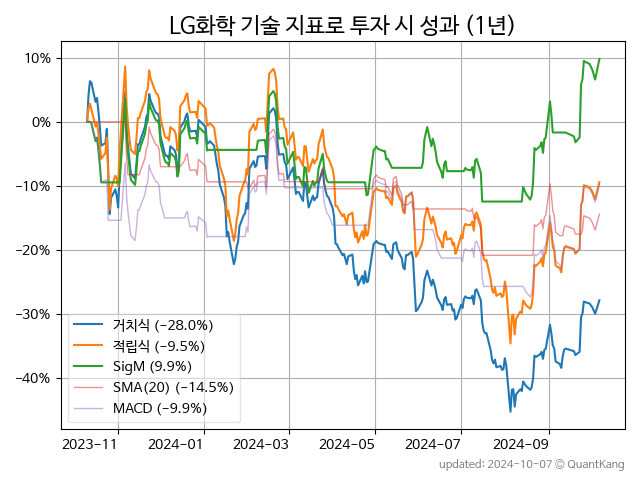 LG화학 기술 지표로 투자 시 성과 (1년)
10%
0%
−10%
−20%
−30%
−40%
거치식 (−28.0%)
적립식 (−9.5%)
SigM (9.9%)
SMA(20) (−14.5%)
MACD (−9.9%)
2023−11 2024−01 2024−03 2024−05 2024−07 2024−09
updated: 2024-10-07 © QuantKang